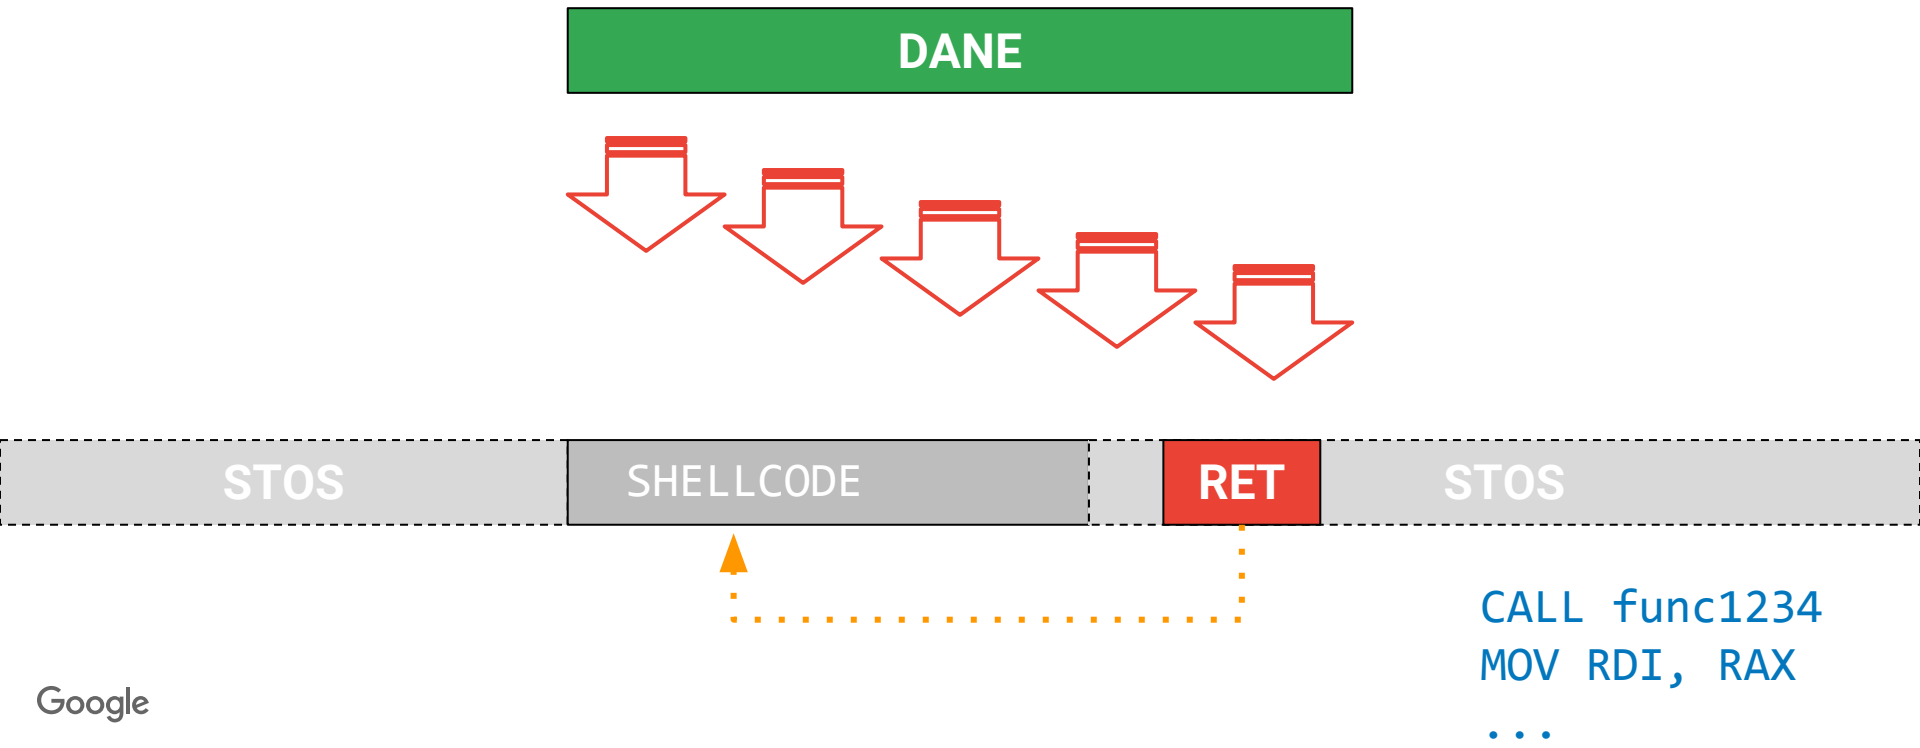 DANE
STOS SHELLCODE RET STOS
CALL func1234
MOV RDI, RAX
...
Google